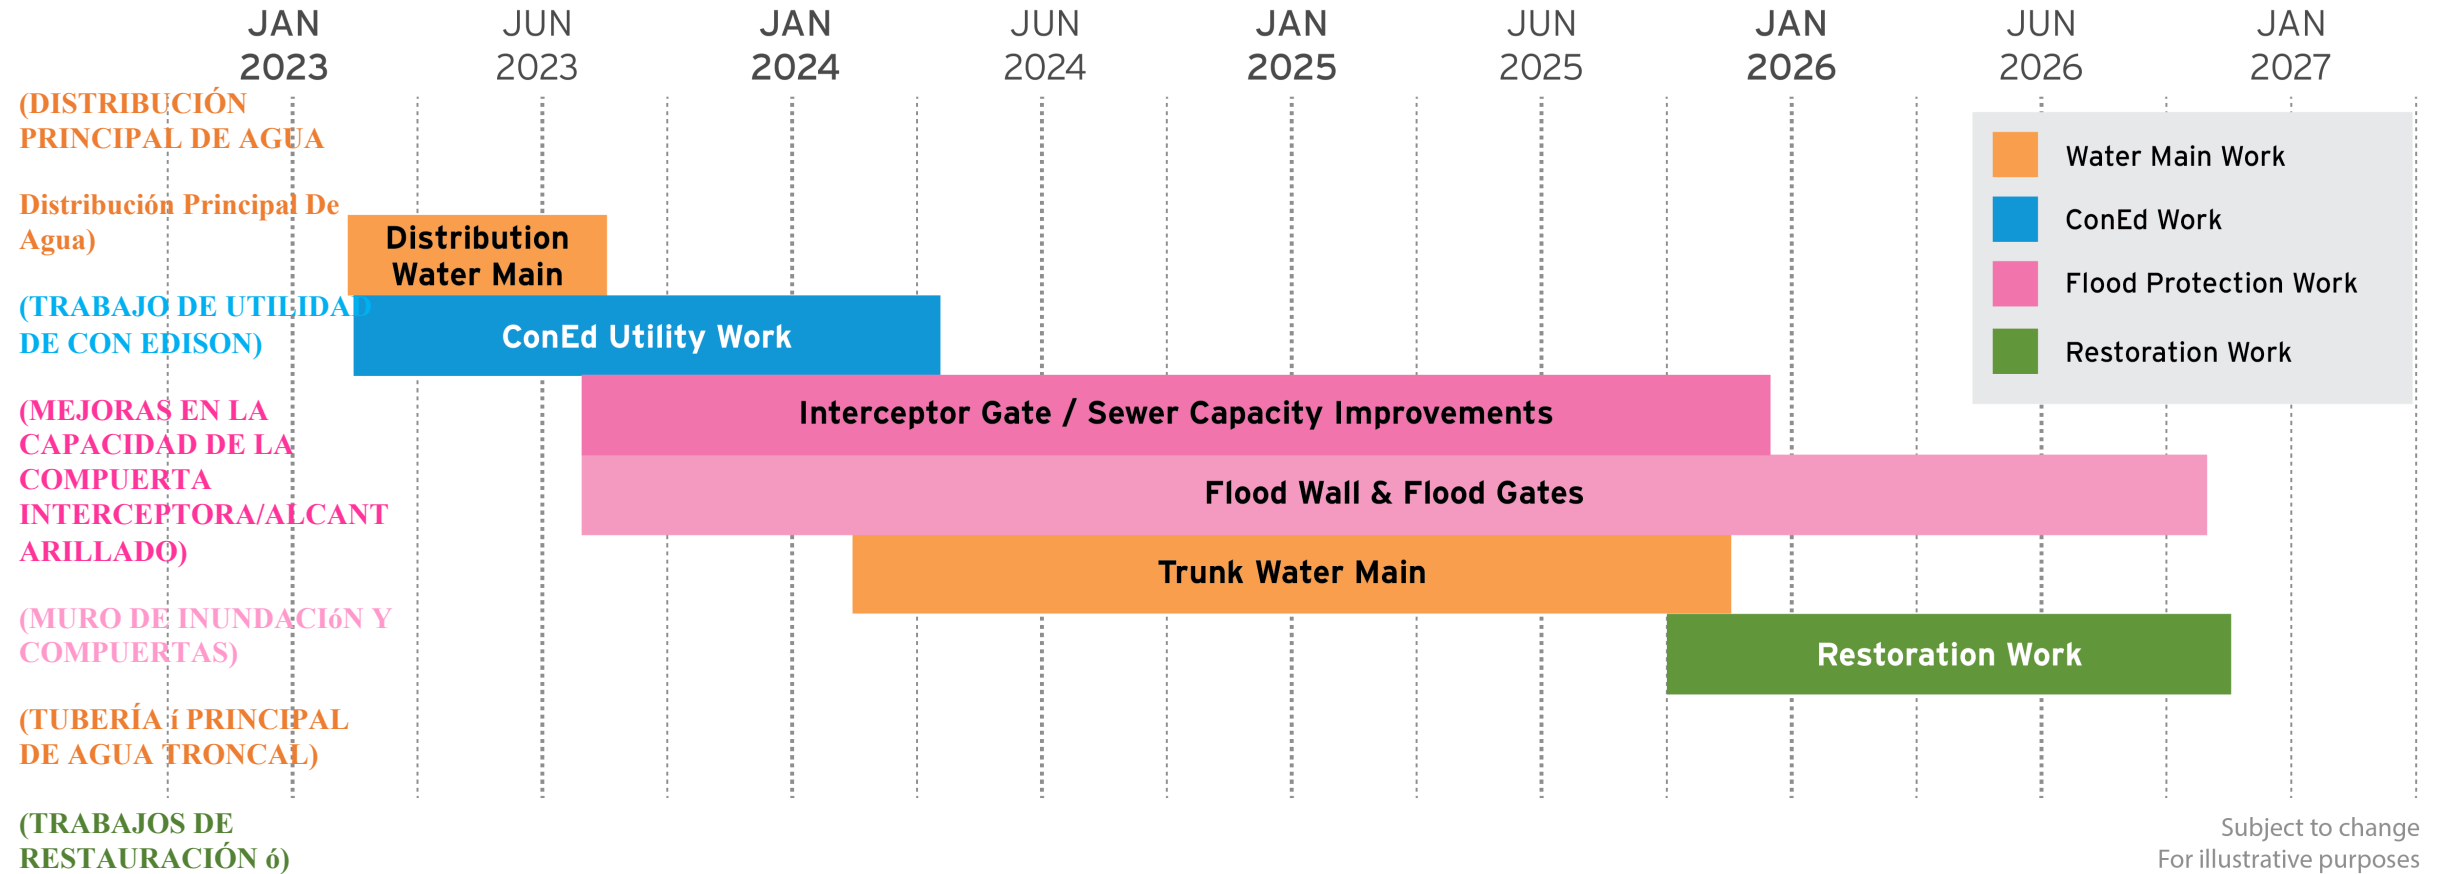 JAN JUN JAN JUN JAN JUN JAN JUN JAN
2023 2023 2024 2024 2025 2025 2026 2026 2027
(DISTRIBUCIÓN
PRINCIPAL DE AGUA
Distribución Principal De
Agua)
(TRABAJO DE UTILIDAD
DE CON EDISON)
(MEJORAS EN LA
CAPACIDAD DE LA
COMPUERTA
INTERCEPTORA/ALCANT
ARILLADO)
(MURO DE INUNDACIóN Y
COMPUERTAS)
(TUBERÍA í PRINCIPAL
DE AGUA TRONCAL)
(TRABAJOS DE
RESTAURACIÓN ó)
Distribution
Water Main
ConEd Utility Work
Interceptor Gate / Sewer Capacity Improvements
Flood Wall & Flood Gates
Trunk Water Main
Restoration Work
Water Main Work
ConEd Work
Flood Protection Work
Restoration Work
Subject to change
For illustrative purposes